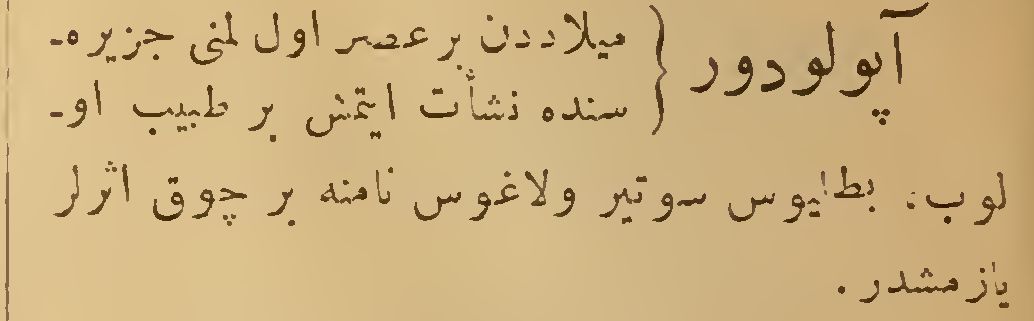 آپولودور { میلاددن بر عصر اول لمنی جزیره‌-
سنده نشأت ایتمش بر طبیب او-
لوب، بطلیوس سوتیر ولاغوس نامنه بر چوق اثرلر
یازمشدر.